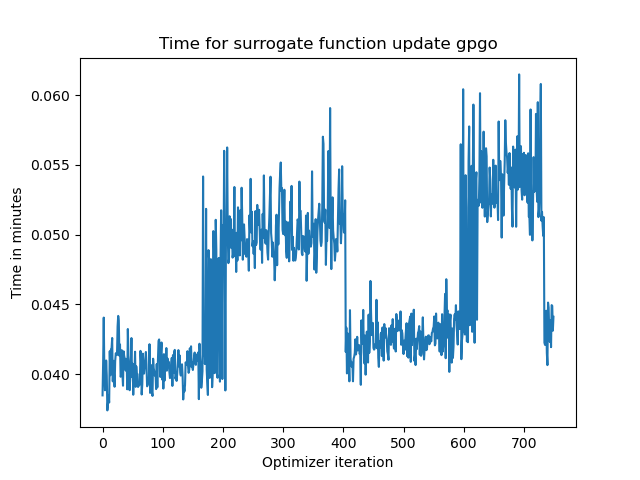 Time for surrogate function update gpgo
Time in minutes
0.060
0.055
0.050
0.045
0.040
0 100 200 300 400 500 600 700
Optimizer iteration